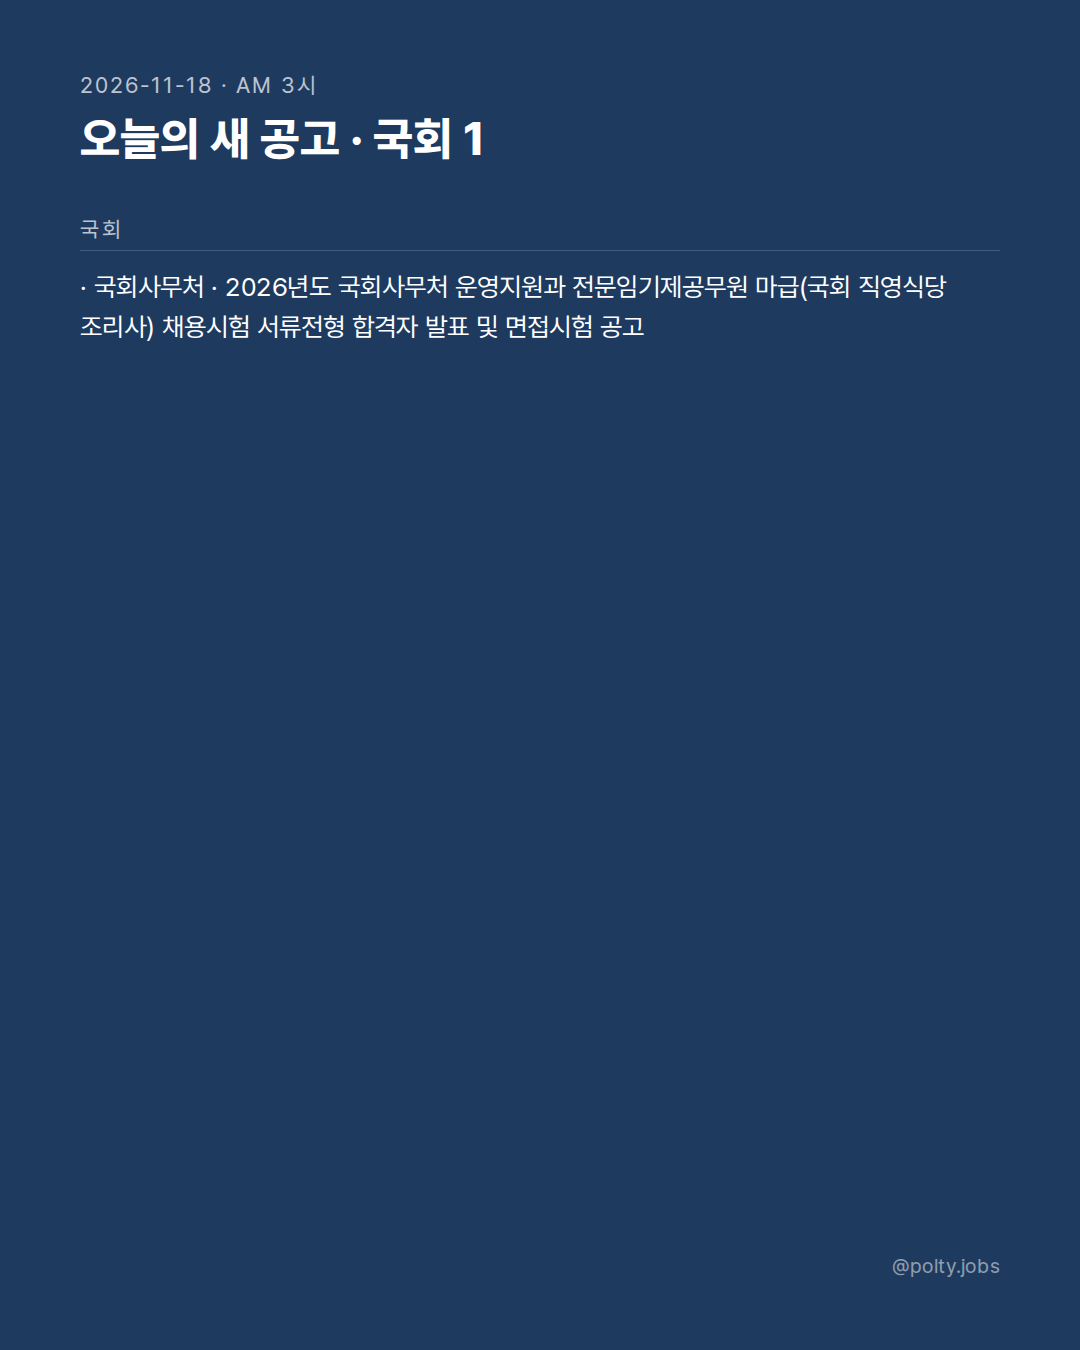 2026-11-18 · AM 3시
오늘의 새 공고 · 국회 1
국회
· 국회사무처 · 2026년도 국회사무처 운영지원과 전문임기제공무원 마급(국회 직영식당
조리사) 채용시험 서류전형 합격자 발표 및 면접시험 공고
@polty.jobs